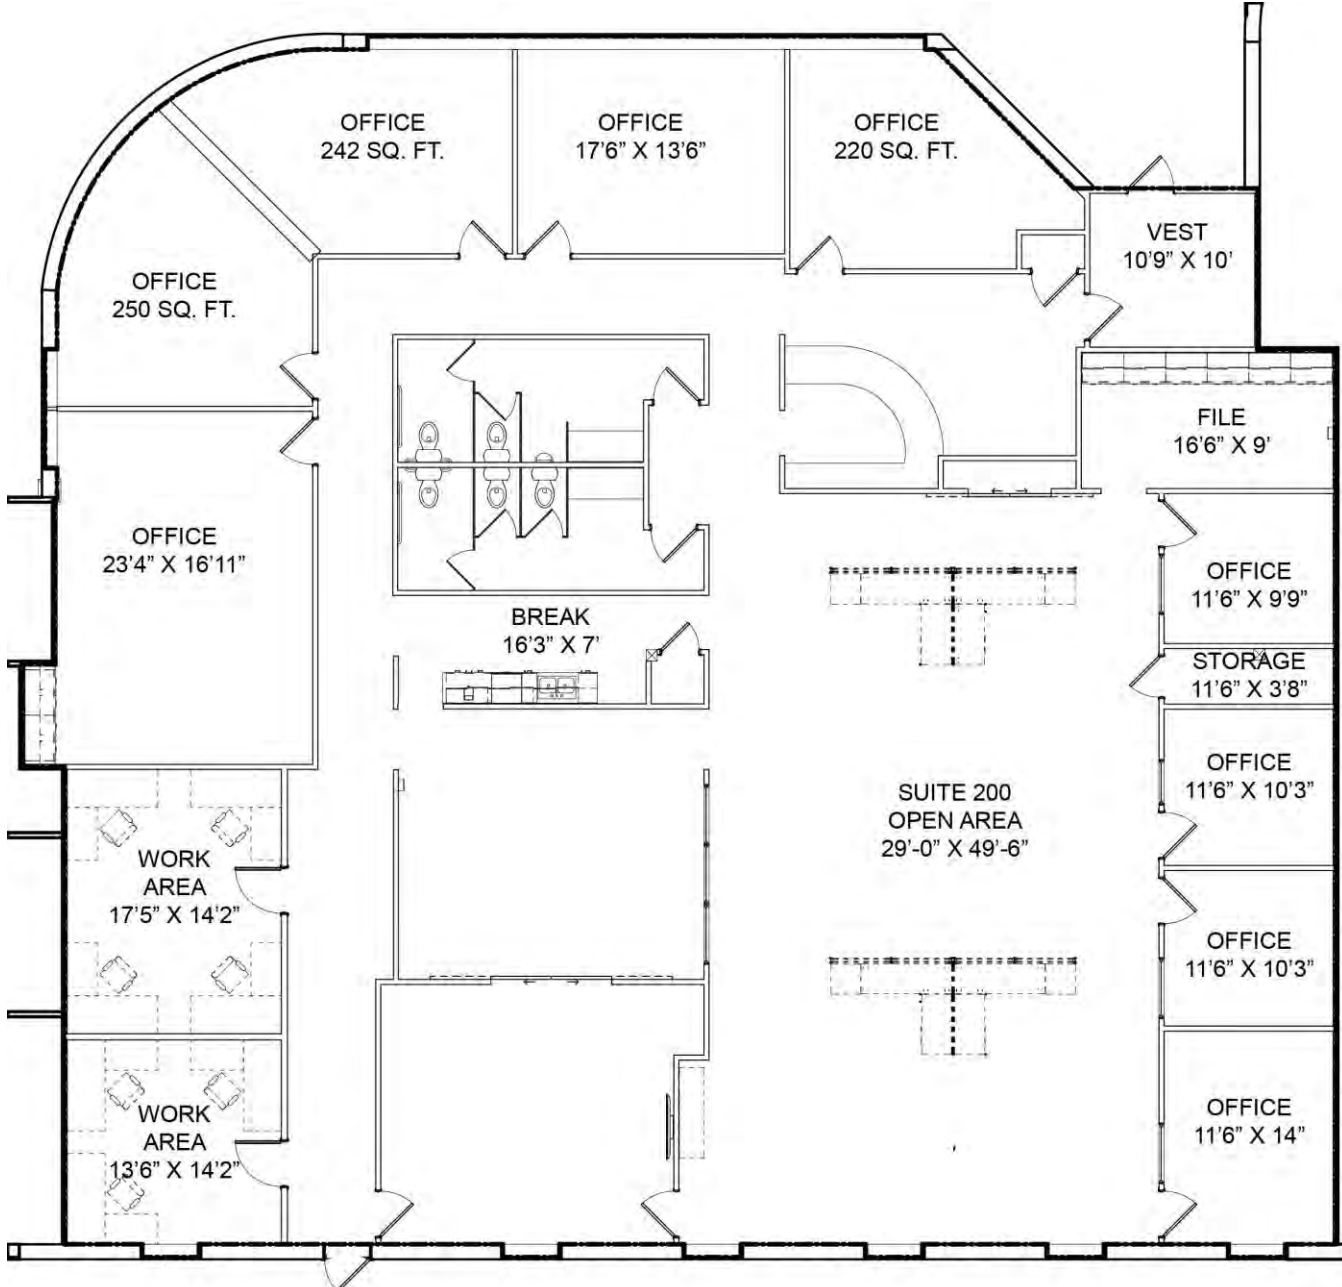 OFFICE
242 SQ. FT.
OFFICE
17'6" X 13'6"
OFFICE
220 SQ. FT.
VEST
10'9" X 10'
OFFICE
250 SQ. FT.
FILE
16'6" X 9'
OFFICE
23'4" X 16'11"
OFFICE
11'6" X 9'9"
BREAK
16'3" X 7'
STORAGE
11'6" X 3'8"
OFFICE
11'6" X 10'3"
SUITE 200
OPEN AREA
29'-0" X 49'-6"
WORK
AREA
17'5" X 14'2"
OFFICE
11'6" X 10'3"
WORK
AREA
13'6" X 14'2"
OFFICE
11'6" X 14"